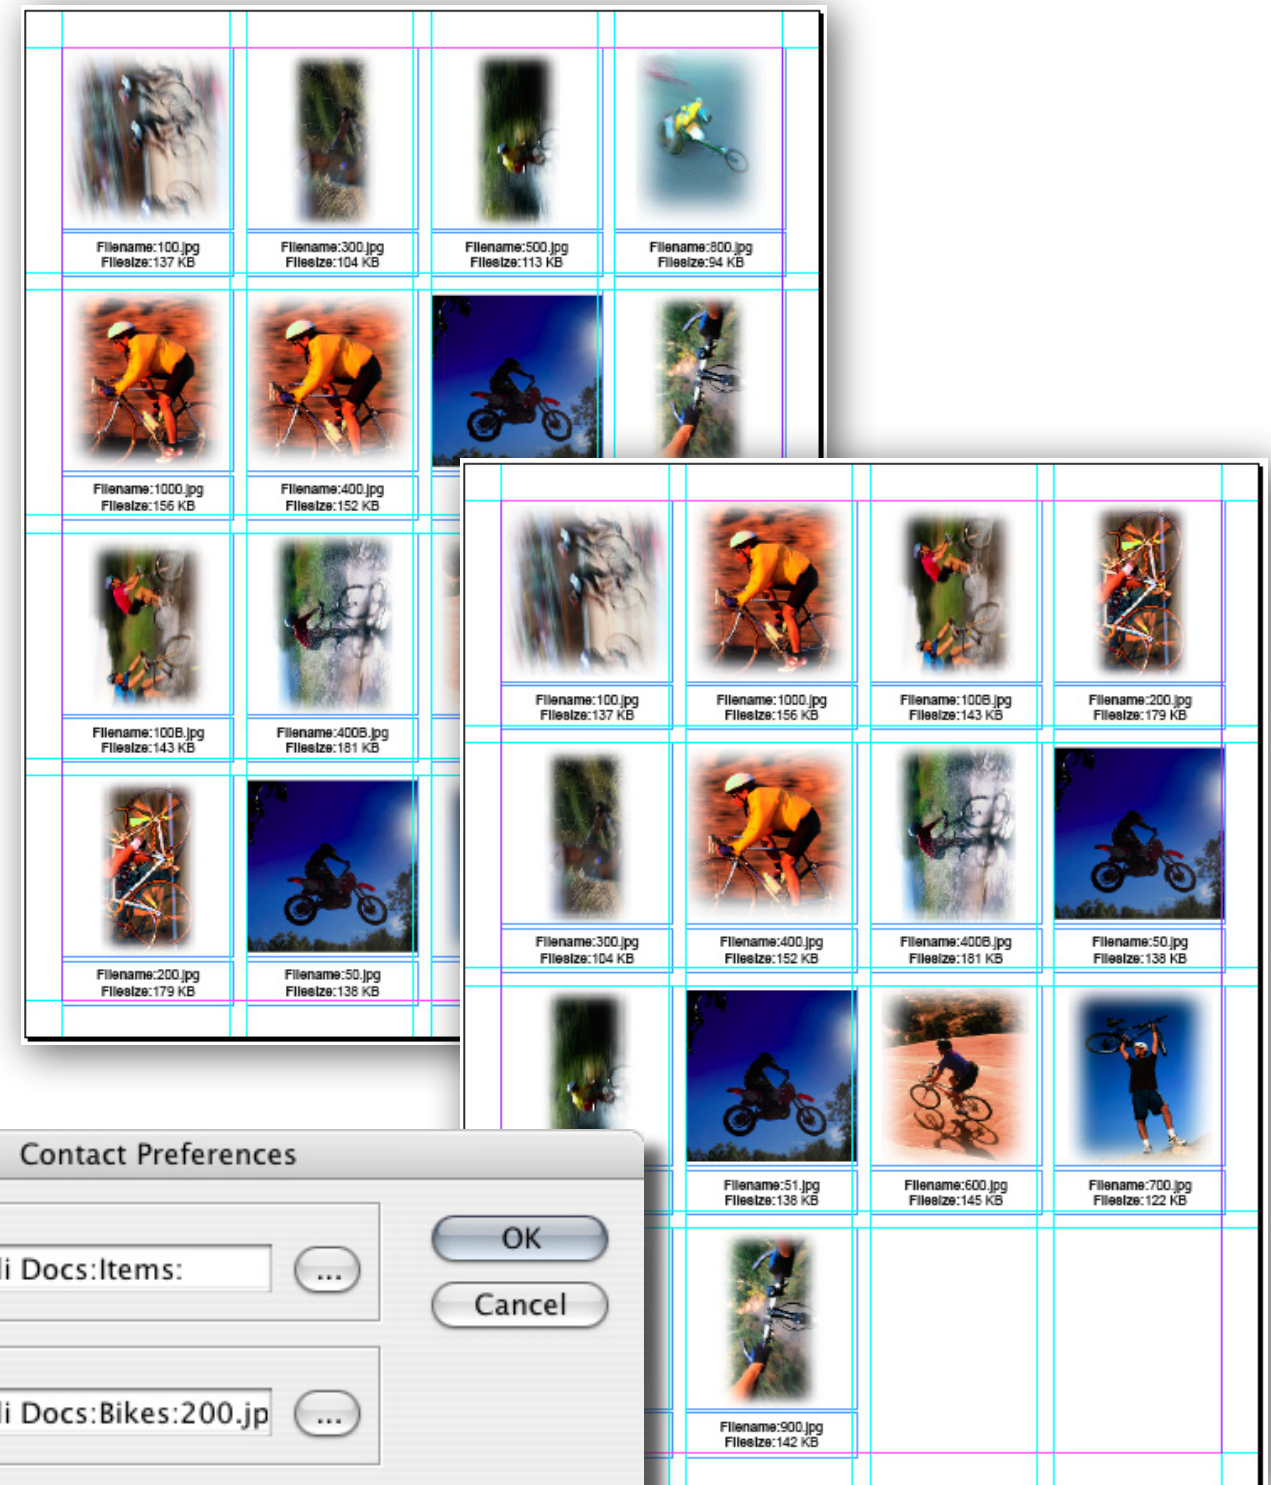 Filename:100.jpg
Filesize:137 KB
Filename:300.jpg
Filesize:104 KB
Filename:500.jpg
Filesize:113 KB
Filename:800.jpg
Filesize:94 KB
Filename:1000.jpg
Filesize:156 KB
Filename:400.jpg
Filesize:152 KB
Filename:100B.jpg
Filesize:143 KB
Filename:400B.jpg
Filesize:181 KB
Filename:200.jpg
Filesize:179 KB
Filename:50.jpg
Filesize:138 KB
Filename:100.jpg
Filesize:137 KB
Filename:1000.jpg
Filesize:156 KB
Filename:100B.jpg
Filesize:143 KB
Filename:200.jpg
Filesize:179 KB
Filename:300.jpg
Filesize:104 KB
Filename:400.jpg
Filesize:152 KB
Filename:400B.jpg
Filesize:181 KB
Filename:50.jpg
Filesize:138 KB
Filename:51.jpg
Filesize:138 KB
Filename:600.jpg
Filesize:145 KB
Filename:700.jpg
Filesize:122 KB
Filename:900.jpg
Filesize:142 KB
Contact Preferences
li Docs:Items:
...
OK
Cancel
li Docs:Bikes:200.jp
...